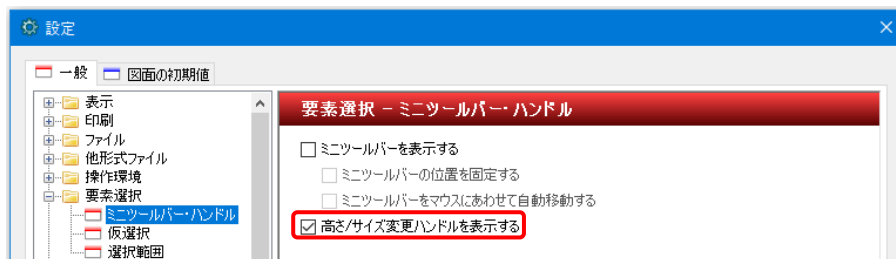 設定
一般 図面の初期値
表示
印刷
ファイル
他形式ファイル
操作環境
要素選択
ミニツールバー・ハンドル
仮選択
選択範囲
要素選択 - ミニツールバー・ハンドル
ミニツールバーを表示する
ミニツールバーの位置を固定する
ミニツールバーをマウスにあわせて自動移動する
高さ/サイズ変更ハンドルを表示する